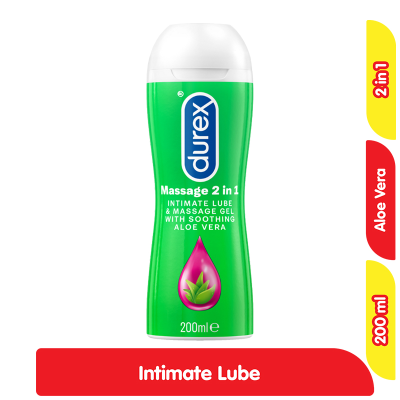 durex
®
Massage 2 in 1
INTIMATE LUBE
& MASSAGE GEL
WITH SOOTHING
ALOE VERA
200ml ℮
2 in 1
Aloe Vera
200 ml
Intimate Lube